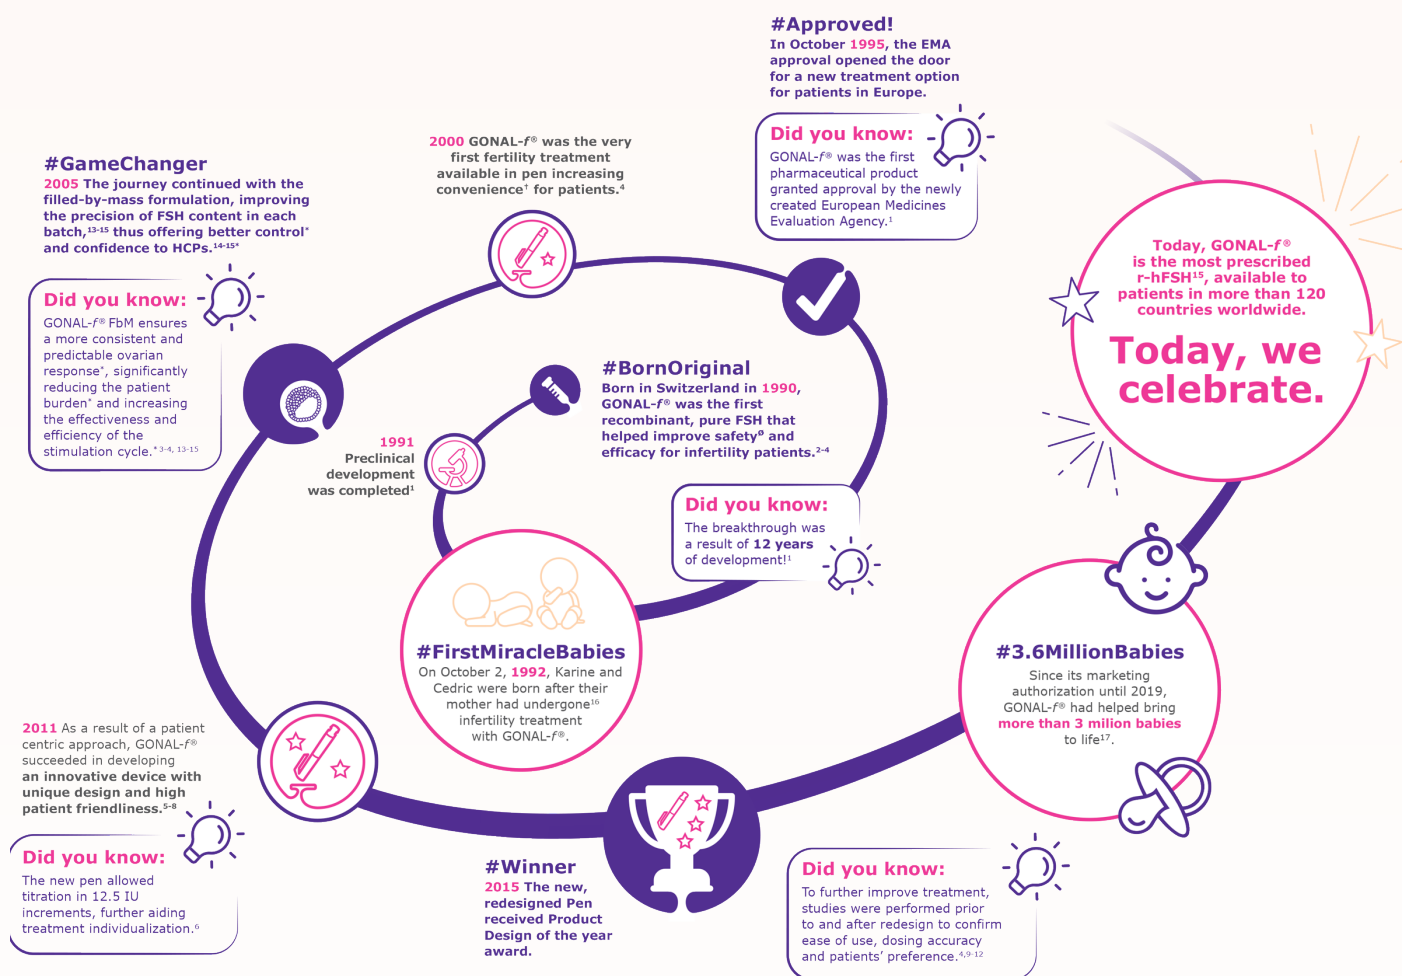 #Approved!
In October 1995, the EMA
approval opened the door
for a new treatment option
for patients in Europe.
Did you know:
GONAL-f® was the first
pharmaceutical product
granted approval by the newly
created European Medicines
Evaluation Agency.¹
2000 GONAL-f® was the very
first fertility treatment
available in pen increasing
convenience† for patients.⁴
#GameChanger
2005 The journey continued with the
filled-by-mass formulation, improving
the precision of FSH content in each
batch,¹³⁻¹⁵ thus offering better control*
and confidence to HCPs.¹⁴⁻¹⁵*
Did you know:
GONAL-f® FbM ensures
a more consistent and
predictable ovarian
response*, significantly
reducing the patient
burden* and increasing
the effectiveness and
efficiency of the
stimulation cycle.* ³⁻⁴, ¹³⁻¹⁵
#BornOriginal
Born in Switzerland in 1990,
GONAL-f® was the first
recombinant, pure FSH that
helped improve safetyø and
efficacy for infertility patients.²⁻⁴
Did you know:
The breakthrough was
a result of 12 years
of development!¹
1991
Preclinical
development
was completed¹
#FirstMiracleBabies
On October 2, 1992, Karine and
Cedric were born after their
mother had undergone¹⁶
infertility treatment
with GONAL-f®.
Today, GONAL-f®
is the most prescribed
r-hFSH¹⁵, available to
patients in more than 120
countries worldwide.
Today, we
celebrate.
#3.6MillionBabies
Since its marketing
authorization until 2019,
GONAL-f® had helped bring
more than 3 milion babies
to life¹⁷.
2011 As a result of a patient
centric approach, GONAL-f®
succeeded in developing
an innovative device with
unique design and high
patient friendliness.⁵⁻⁸
Did you know:
The new pen allowed
titration in 12.5 IU
increments, further aiding
treatment individualization.⁶
#Winner
2015 The new,
redesigned Pen
received Product
Design of the year
award.
Did you know:
To further improve treatment,
studies were performed prior
to and after redesign to confirm
ease of use, dosing accuracy
and patients' preference.⁴,⁹⁻¹²